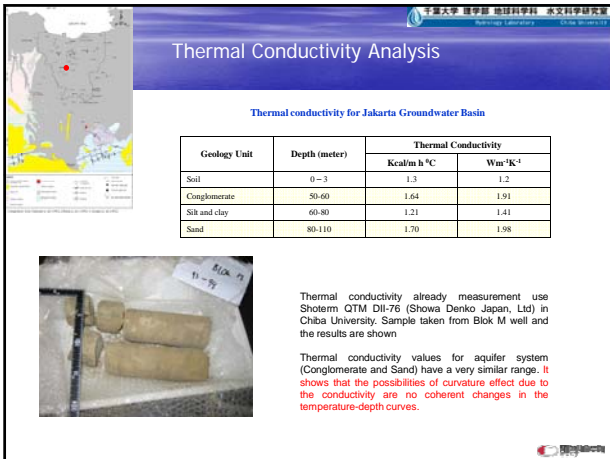 千葉大学 理学部 地球科学科 水文科学研究室
Hydrology Laboratory Chiba University
Thermal Conductivity Analysis
Thermal conductivity for Jakarta Groundwater Basin
Geology Unit Depth (meter) Thermal Conductivity
Kcal/m h ⁰C Wm⁻¹K⁻¹
Soil 0 – 3 1.3 1.2
Conglomerate 50-60 1.64 1.91
Silt and clay 60-80 1.21 1.41
Sand 80-110 1.70 1.98
BLOK M
Thermal conductivity already measurement use
Shoterm QTM DII-76 (Showa Denko Japan, Ltd) in
Chiba University. Sample taken from Blok M well and
the results are shown
Thermal conductivity values for aquifer system
(Conglomerate and Sand) have a very similar range. It
shows that the possibilities of curvature effect due to
the conductivity are no coherent changes in the
temperature-depth curves.